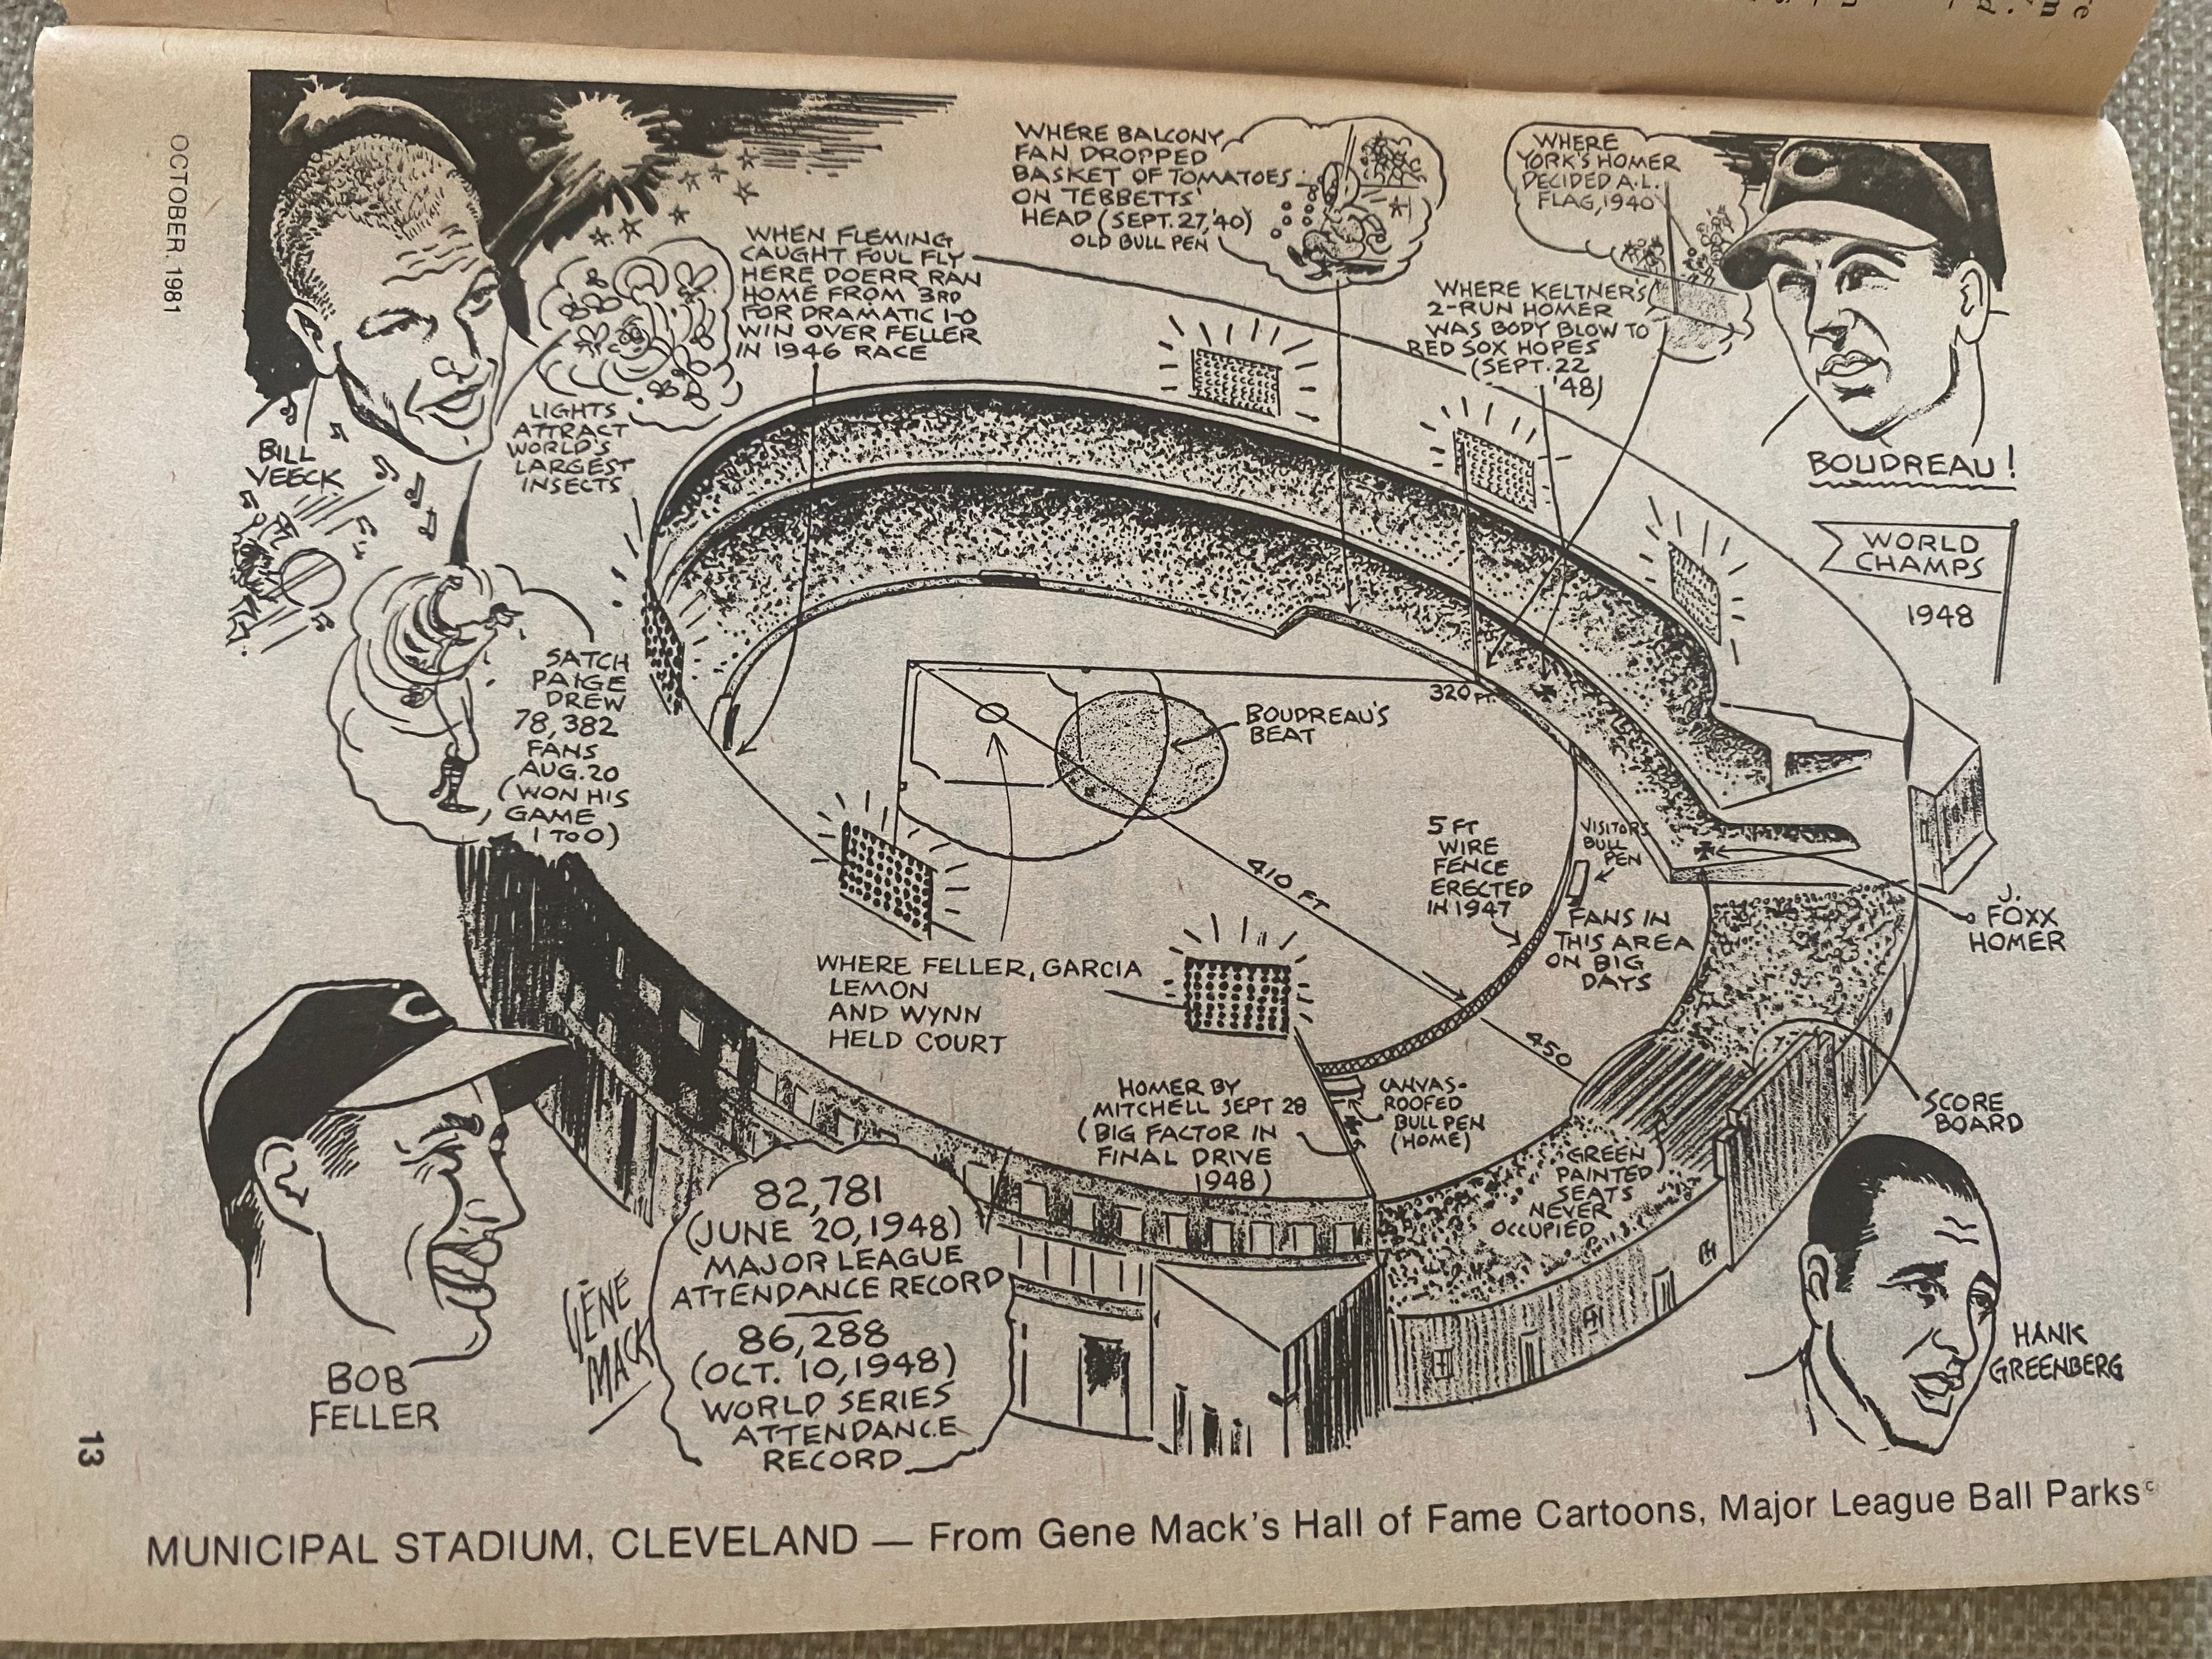 OCTOBER, 1981
WHERE BALCONY
FAN DROPPED
BASKET OF TOMATOES
ON TEBBETTS'
HEAD (SEPT. 27, '40)
OLD BULL PEN
WHERE
YORK'S HOMER
DECIDED A.L.
FLAG, 1940
WHEN FLEMING
CAUGHT FOUL FLY
HERE DOERR RAN
HOME FROM 3RD
FOR DRAMATIC 1-0
WIN OVER FELLER
IN 1946 RACE
WHERE KELTNER'S
2-RUN HOMER
WAS BODY BLOW TO
RED SOX HOPES
(SEPT. 22
'48)
BOUDREAU!
LIGHTS
ATTRACT
WORLD'S
LARGEST
INSECTS
BILL
VEECK
WORLD
CHAMPS
1948
SATCH
PAIGE
DREW
78,382
FANS
AUG. 20
(WON HIS
GAME
1 TO 0)
320 FT.
BOUDREAU'S
BEAT
410 FT
5 FT
WIRE
FENCE
ERECTED
IN 1947
VISITORS
BULL
PEN
FANS IN
THIS AREA
ON BIG
DAYS
J.
FOXX
HOMER
WHERE FELLER, GARCIA
LEMON
AND WYNN
HELD COURT
450
SCORE
BOARD
HOMER BY
MITCHELL SEPT 28
(BIG FACTOR IN
FINAL DRIVE
1948)
CANVAS-
ROOFED
BULL PEN
(HOME)
GREEN
PAINTED
SEATS
NEVER
OCCUPIED
82,781
(JUNE 20, 1948)
MAJOR LEAGUE
ATTENDANCE RECORD
86,288
(OCT. 10, 1948)
WORLD SERIES
ATTENDANCE
RECORD
GENE
MACK
BOB
FELLER
HANK
GREENBERG
13
MUNICIPAL STADIUM, CLEVELAND — From Gene Mack's Hall of Fame Cartoons, Major League Ball Parks©